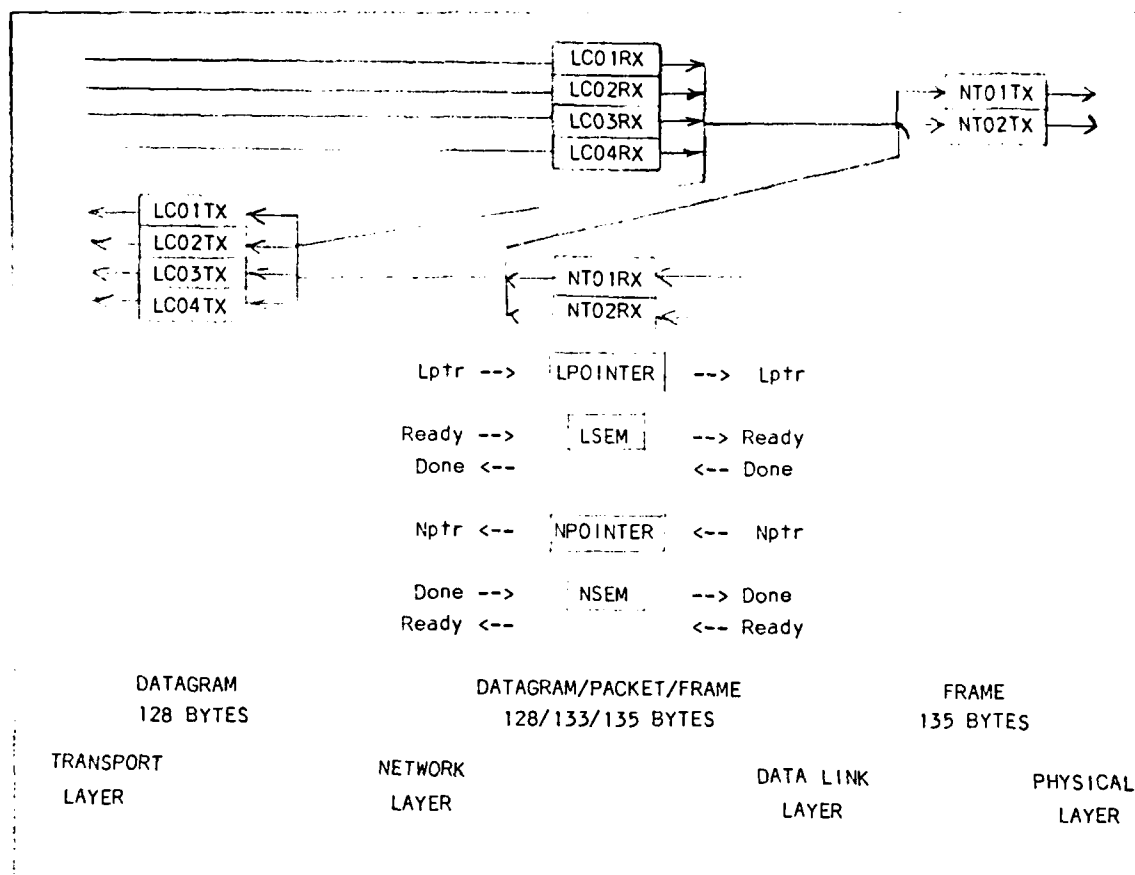 LC01RX
LC02RX
LC03RX
LC04RX
NT01TX
NT02TX
LC01TX
LC02TX
LC03TX
LC04TX
NT01RX
NT02RX
Lptr --> LPOINTER --> Lptr
Ready --> LSEM --> Ready
Done <-- <-- Done
Nptr <-- NPOINTER <-- Nptr
Done --> NSEM --> Done
Ready <-- <-- Ready
DATAGRAM DATAGRAM/PACKET/FRAME FRAME
128 BYTES 128/133/135 BYTES 135 BYTES
TRANSPORT NETWORK DATA LINK PHYSICAL
LAYER LAYER LAYER LAYER